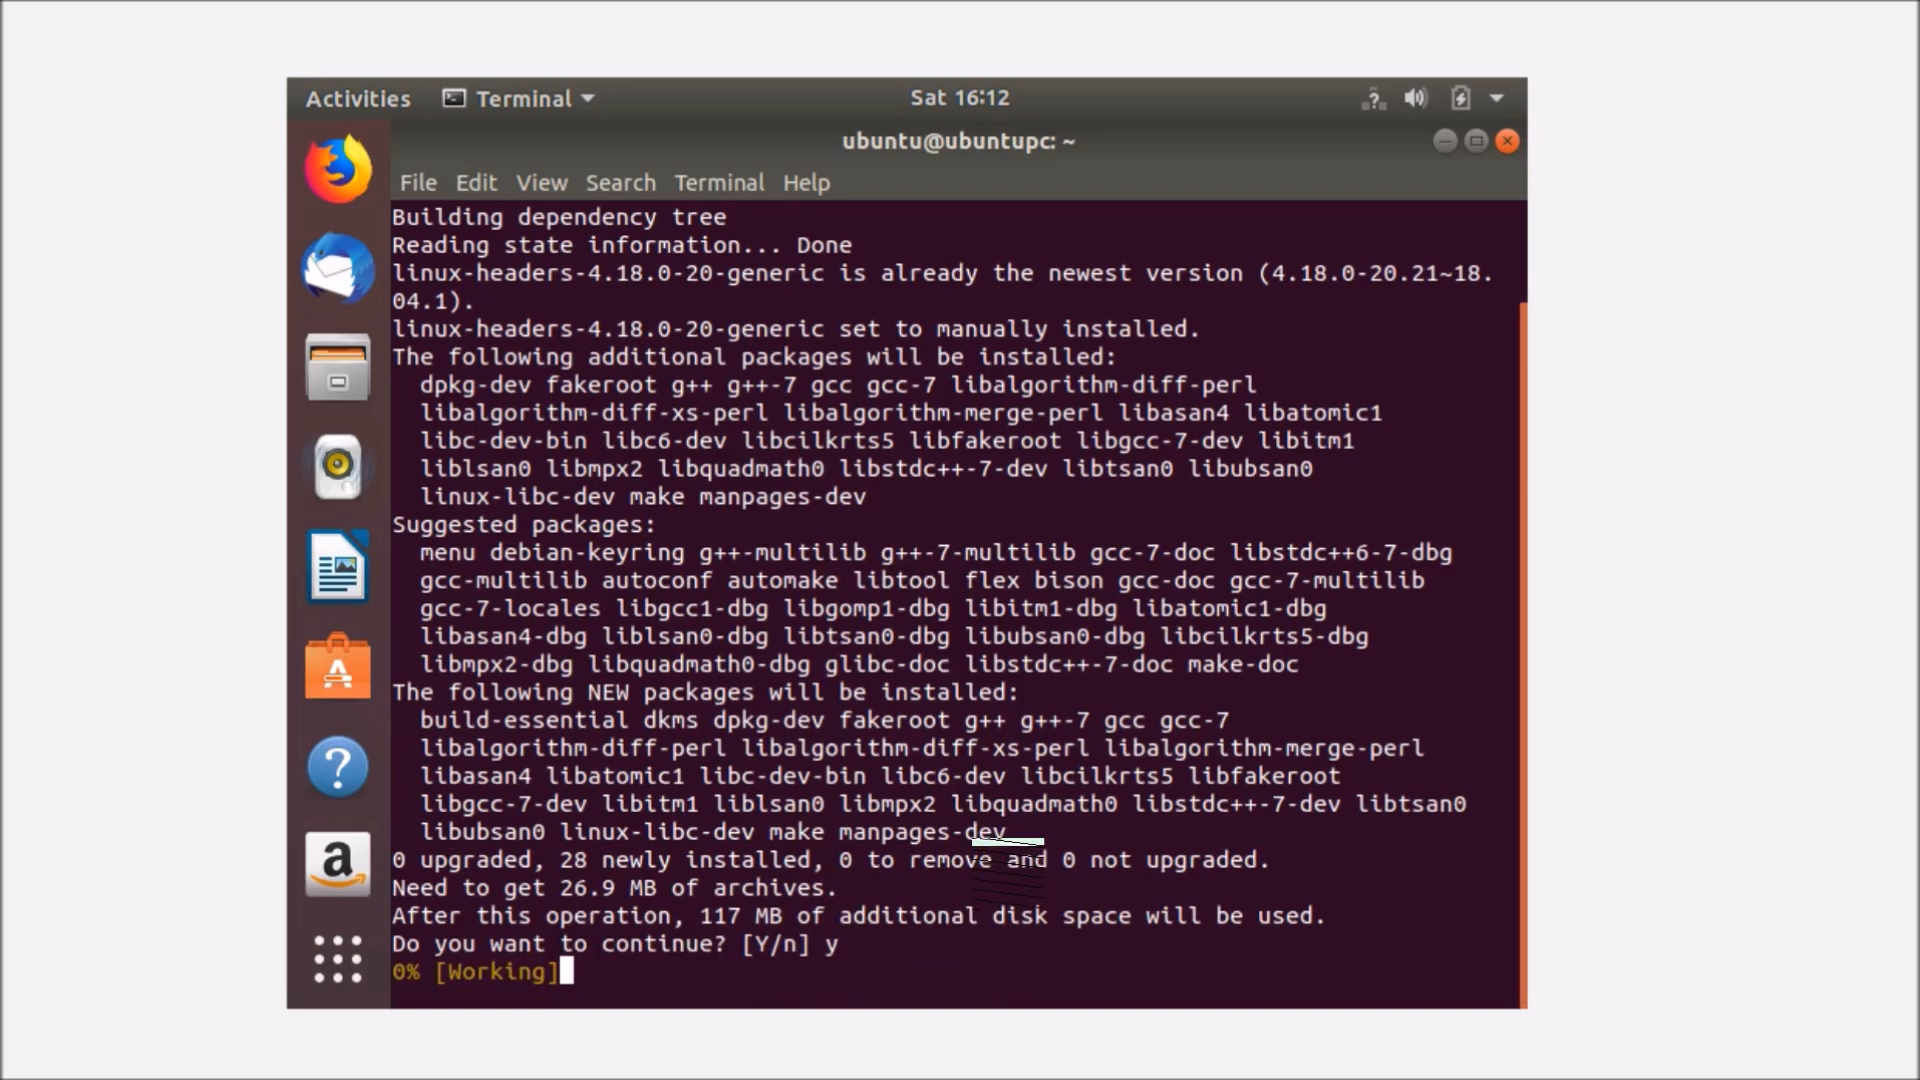 Activities Terminal Sat 16:12
ubuntu@ubuntupc: ~
File Edit View Search Terminal Help
Building dependency tree
Reading state information... Done
linux-headers-4.18.0-20-generic is already the newest version (4.18.0-20.21~18.
04.1).
linux-headers-4.18.0-20-generic set to manually installed.
The following additional packages will be installed:
  dpkg-dev fakeroot g++ g++-7 gcc gcc-7 libalgorithm-diff-perl
  libalgorithm-diff-xs-perl libalgorithm-merge-perl libasan4 libatomic1
  libc-dev-bin libc6-dev libcilkrts5 libfakeroot libgcc-7-dev libitm1
  liblsan0 libmpx2 libquadmath0 libstdc++-7-dev libtsan0 libubsan0
  linux-libc-dev make manpages-dev
Suggested packages:
  menu debian-keyring g++-multilib g++-7-multilib gcc-7-doc libstdc++6-7-dbg
  gcc-multilib autoconf automake libtool flex bison gcc-doc gcc-7-multilib
  gcc-7-locales libgcc1-dbg libgomp1-dbg libitm1-dbg libatomic1-dbg
  libasan4-dbg liblsan0-dbg libtsan0-dbg libubsan0-dbg libcilkrts5-dbg
  libmpx2-dbg libquadmath0-dbg glibc-doc libstdc++-7-doc make-doc
The following NEW packages will be installed:
  build-essential dkms dpkg-dev fakeroot g++ g++-7 gcc gcc-7
  libalgorithm-diff-perl libalgorithm-diff-xs-perl libalgorithm-merge-perl
  libasan4 libatomic1 libc-dev-bin libc6-dev libcilkrts5 libfakeroot
  libgcc-7-dev libitm1 liblsan0 libmpx2 libquadmath0 libstdc++-7-dev libtsan0
  libubsan0 linux-libc-dev make manpages-dev
0 upgraded, 28 newly installed, 0 to remove and 0 not upgraded.
Need to get 26.9 MB of archives.
After this operation, 117 MB of additional disk space will be used.
Do you want to continue? [Y/n] y
0% [Working]